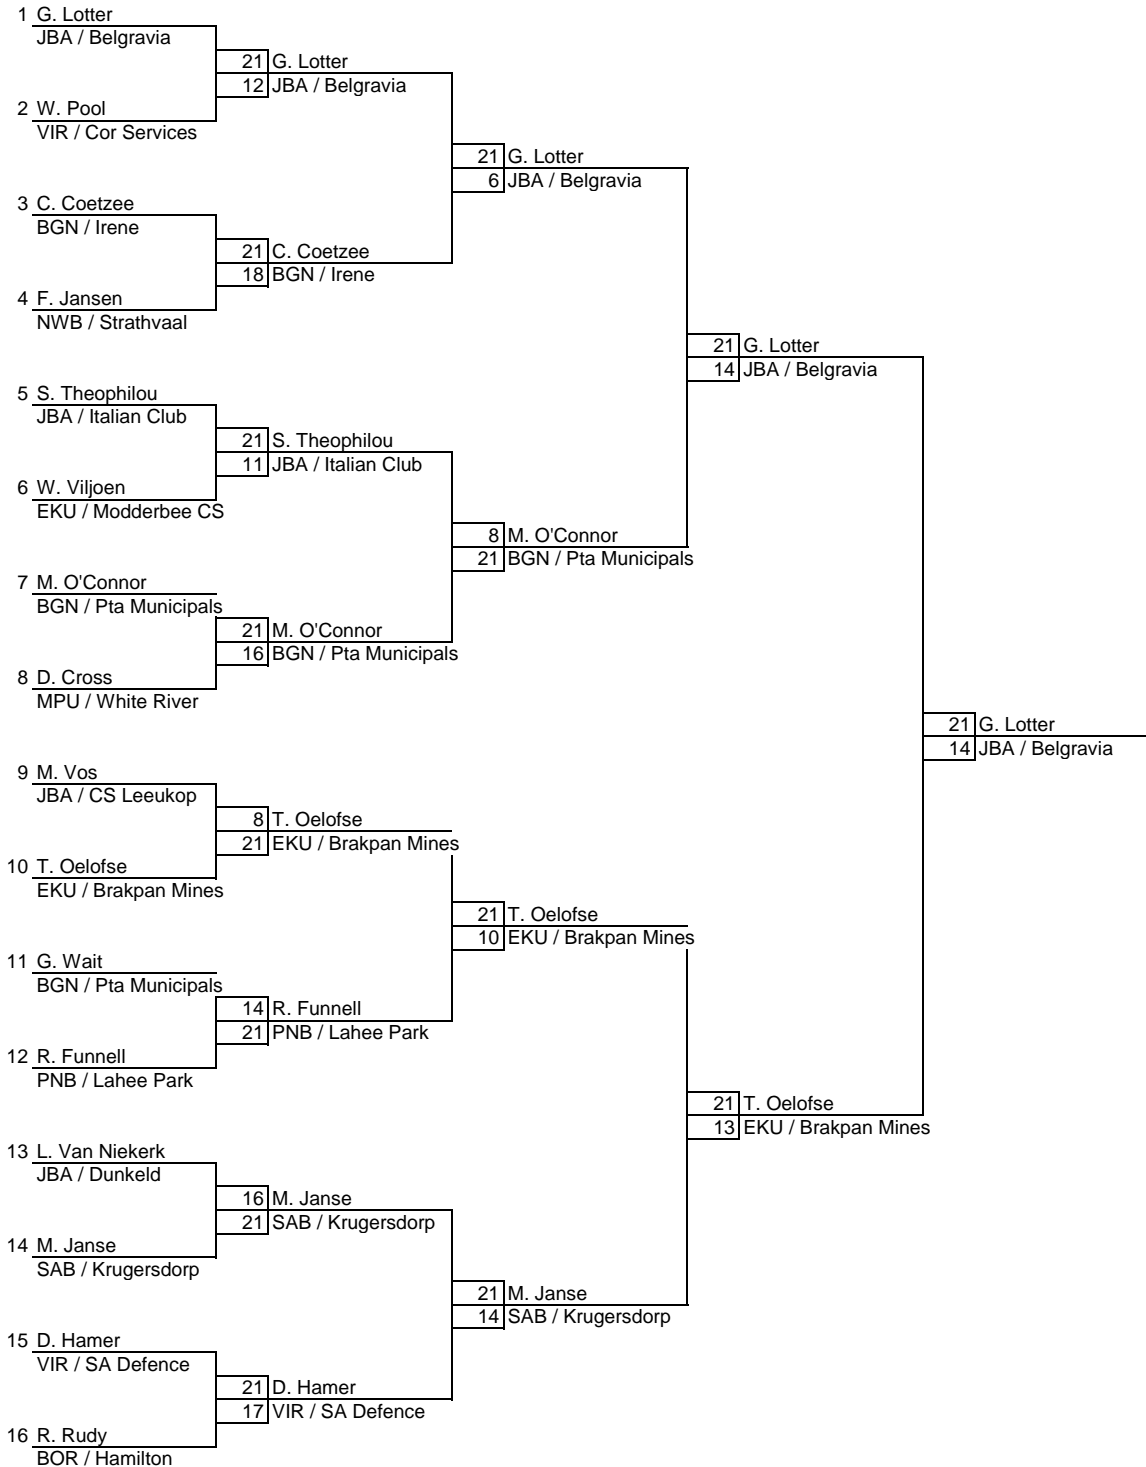 1 G. Lotter
JBA / Belgravia
21 G. Lotter
12 JBA / Belgravia
2 W. Pool
VIR / Cor Services
21 G. Lotter
6 JBA / Belgravia
3 C. Coetzee
BGN / Irene
21 C. Coetzee
18 BGN / Irene
4 F. Jansen
NWB / Strathvaal
21 G. Lotter
14 JBA / Belgravia
5 S. Theophilou
JBA / Italian Club
21 S. Theophilou
11 JBA / Italian Club
6 W. Viljoen
EKU / Modderbee CS
8 M. O'Connor
21 BGN / Pta Municipals
7 M. O'Connor
BGN / Pta Municipals
21 M. O'Connor
16 BGN / Pta Municipals
8 D. Cross
MPU / White River
21 G. Lotter
14 JBA / Belgravia
9 M. Vos
JBA / CS Leeukop
8 T. Oelofse
21 EKU / Brakpan Mines
10 T. Oelofse
EKU / Brakpan Mines
21 T. Oelofse
10 EKU / Brakpan Mines
11 G. Wait
BGN / Pta Municipals
14 R. Funnell
21 PNB / Lahee Park
12 R. Funnell
PNB / Lahee Park
21 T. Oelofse
13 EKU / Brakpan Mines
13 L. Van Niekerk
JBA / Dunkeld
16 M. Janse
21 SAB / Krugersdorp
14 M. Janse
SAB / Krugersdorp
21 M. Janse
14 SAB / Krugersdorp
15 D. Hamer
VIR / SA Defence
21 D. Hamer
17 VIR / SA Defence
16 R. Rudy
BOR / Hamilton